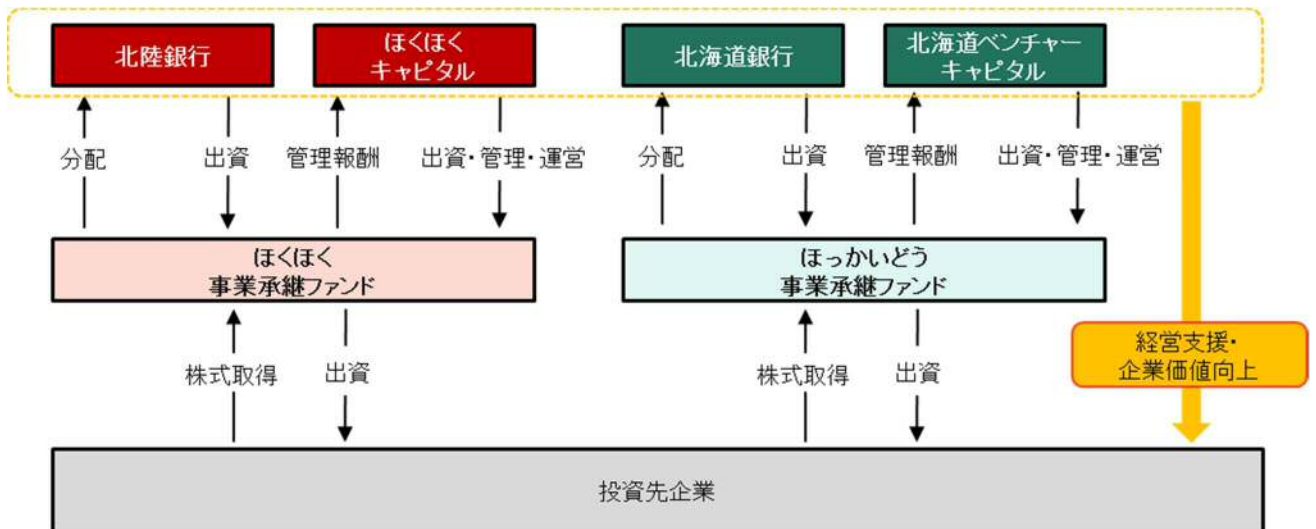 北陸銀行
ほくほく
キャピタル
北海道銀行
北海道ベンチャー
キャピタル
分配
出資
管理報酬
出資・管理・運営
分配
出資
管理報酬
出資・管理・運営
ほくほく
事業承継ファンド
ほっかいどう
事業承継ファンド
経営支援・
企業価値向上
株式取得
出資
株式取得
出資
投資先企業